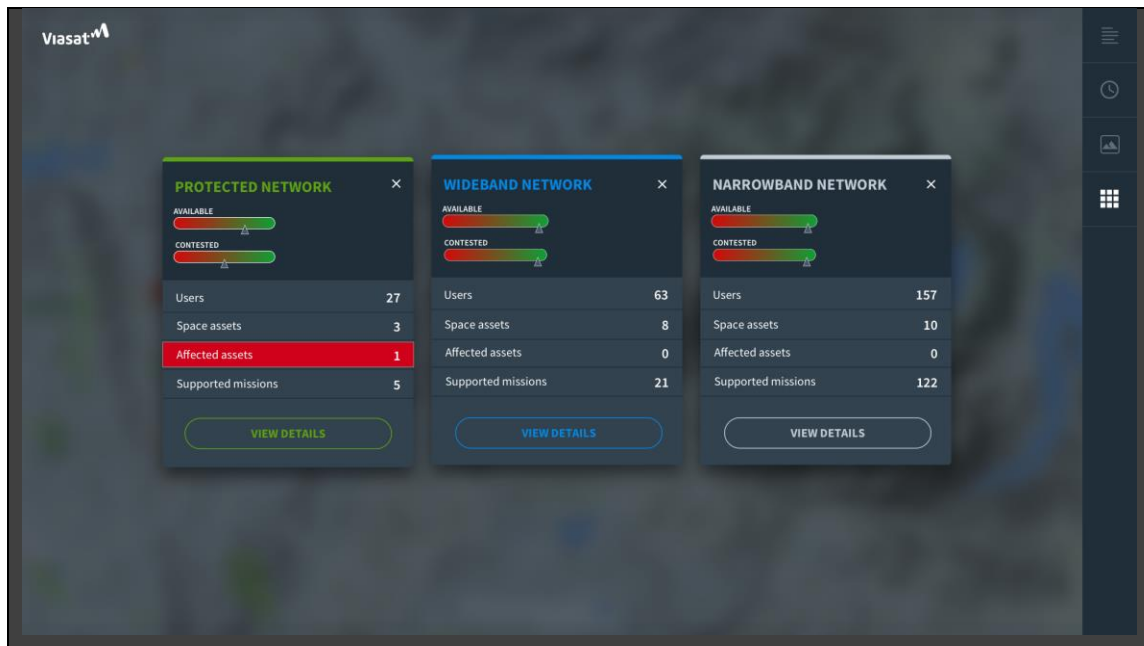 Viasat
PROTECTED NETWORK ×
AVAILABLE
CONTESTED
Users 27
Space assets 3
Affected assets 1
Supported missions 5
VIEW DETAILS
WIDEBAND NETWORK ×
AVAILABLE
CONTESTED
Users 63
Space assets 8
Affected assets 0
Supported missions 21
VIEW DETAILS
NARROWBAND NETWORK ×
AVAILABLE
CONTESTED
Users 157
Space assets 10
Affected assets 0
Supported missions 122
VIEW DETAILS